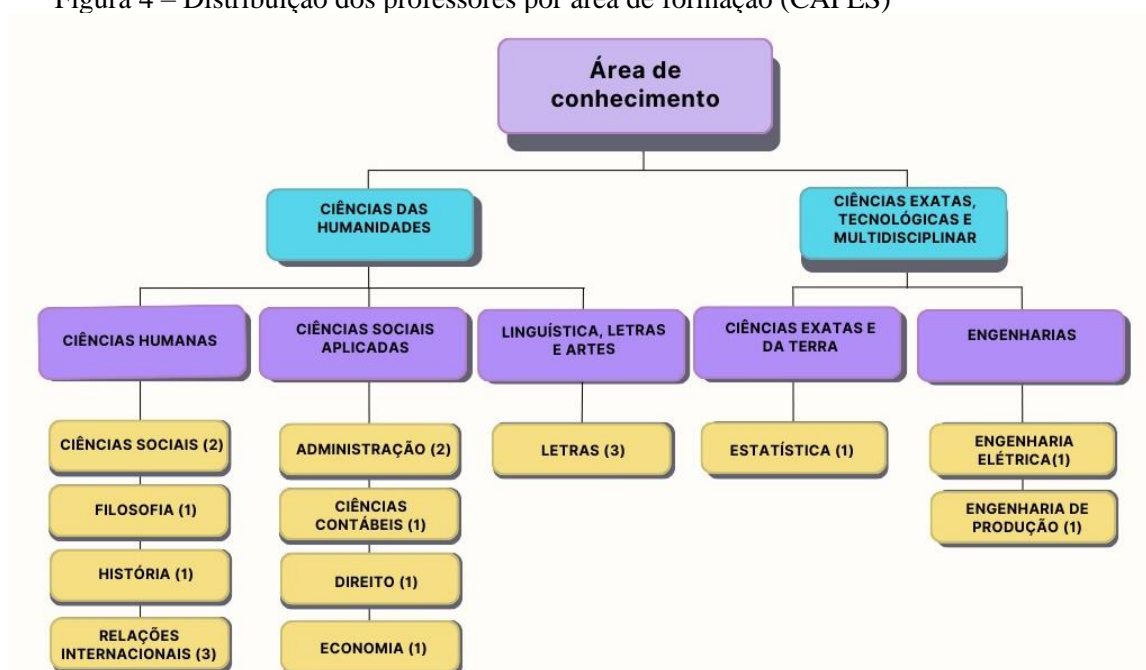 Figura 4 – Distribuição dos professores por área de formação (CAPES)
Área de
conhecimento
CIÊNCIAS DAS
HUMANIDADES
CIÊNCIAS EXATAS,
TECNOLÓGICAS E
MULTIDISCIPLINAR
CIÊNCIAS HUMANAS
CIÊNCIAS SOCIAIS
APLICADAS
LINGUÍSTICA, LETRAS
E ARTES
CIÊNCIAS EXATAS E
DA TERRA
ENGENHARIAS
CIÊNCIAS SOCIAIS (2)
FILOSOFIA (1)
HISTÓRIA (1)
RELAÇÕES
INTERNACIONAIS (3)
ADMINISTRAÇÃO (2)
CIÊNCIAS
CONTÁBEIS (1)
DIREITO (1)
ECONOMIA (1)
LETRAS (3)
ESTATÍSTICA (1)
ENGENHARIA
ELÉTRICA(1)
ENGENHARIA DE
PRODUÇÃO (1)